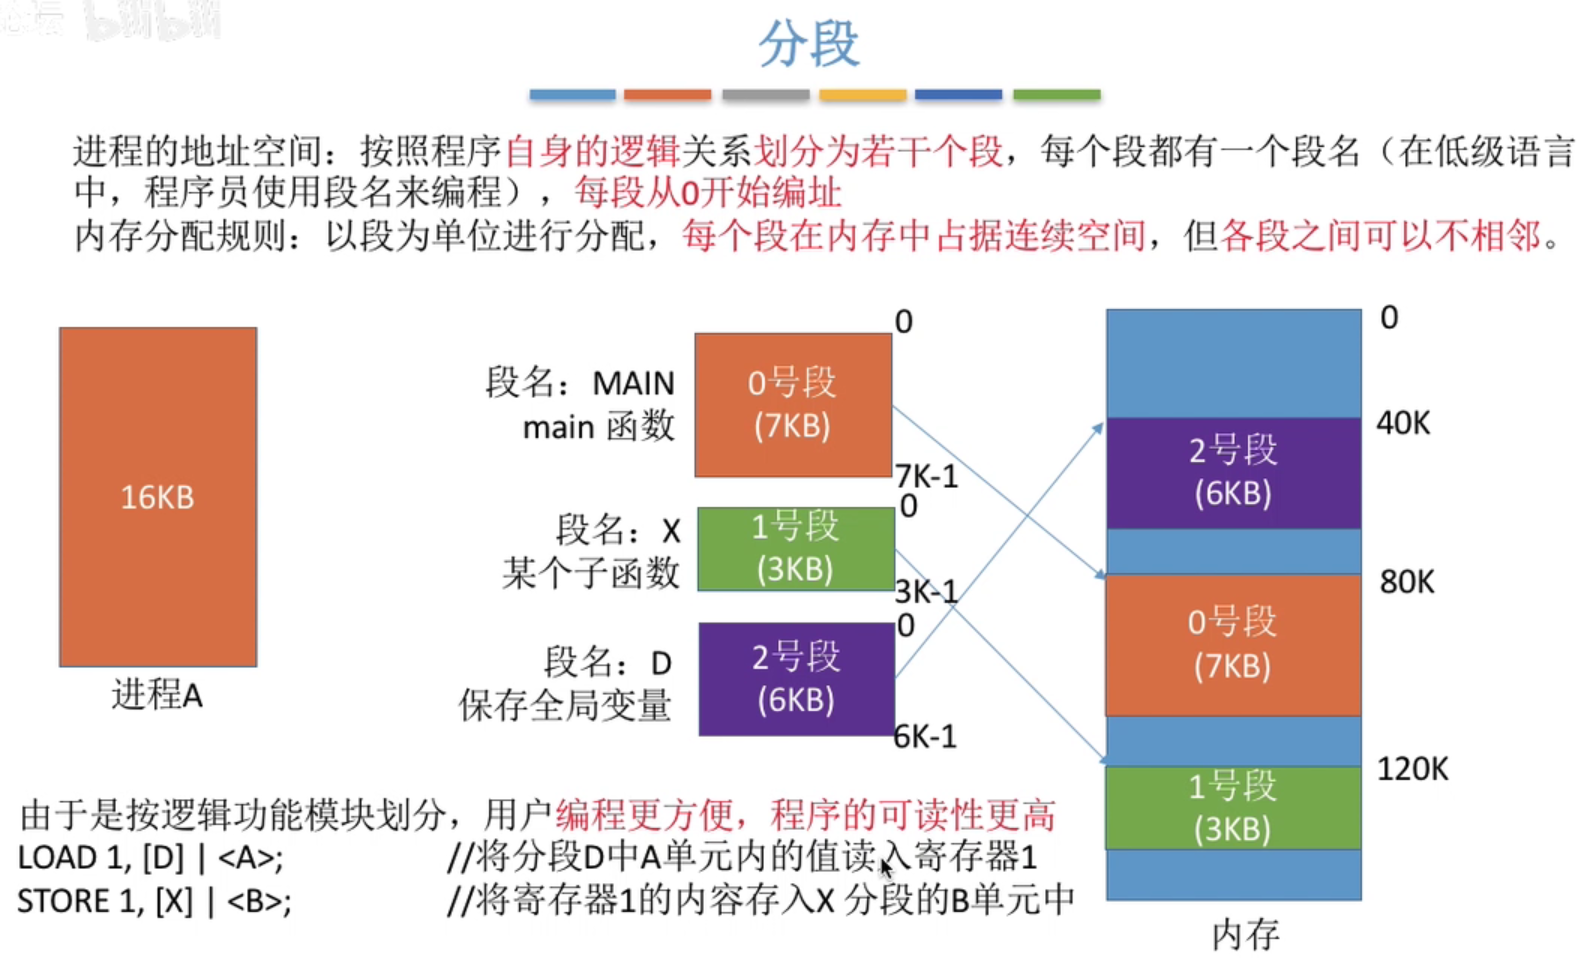 bilibili
分段
进程的地址空间：按照程序自身的逻辑关系划分为若干个段，每个段都有一个段名（在低级语言
中，程序员使用段名来编程），每段从0开始编址
内存分配规则：以段为单位进行分配，每个段在内存中占据连续空间，但各段之间可以不相邻。
16KB
进程A
段名：MAIN
main 函数
0号段
(7KB)
0
7K-1
段名：X
某个子函数
1号段
(3KB)
0
3K-1
段名：D
保存全局变量
2号段
(6KB)
0
6K-1
0
40K
2号段
(6KB)
80K
0号段
(7KB)
120K
1号段
(3KB)
内存
由于是按逻辑功能模块划分，用户编程更方便，程序的可读性更高
LOAD 1, [D] | <A>; //将分段D中A单元内的值读入寄存器1
STORE 1, [X] | <B>; //将寄存器1的内容存入X 分段的B单元中